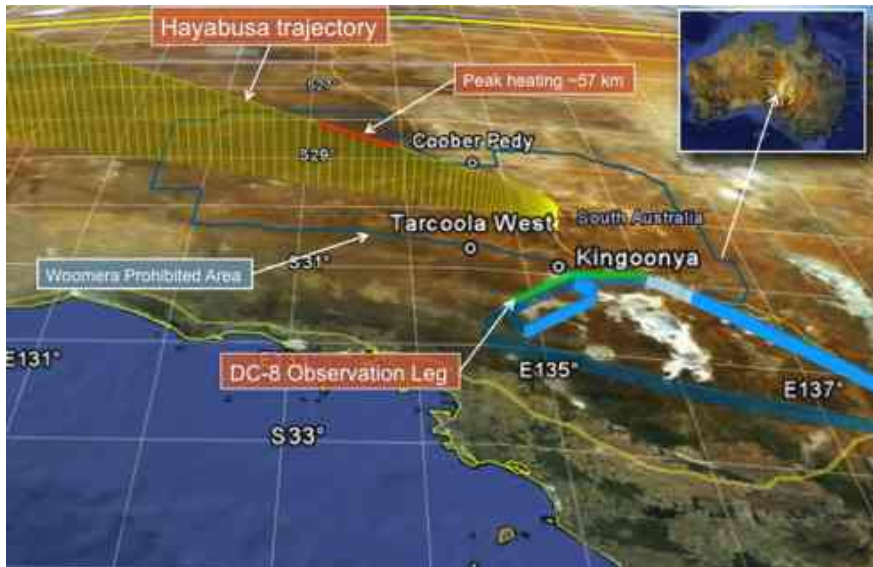 Hayabusa trajectory
Peak heating ~57 km
S27°
Coober Pedy
S29°
Tarcoola West
South Australia
Kingoonya
Woomera Prohibited Area
S31°
DC-8 Observation Leg
E131°
E135°
E137°
S33°